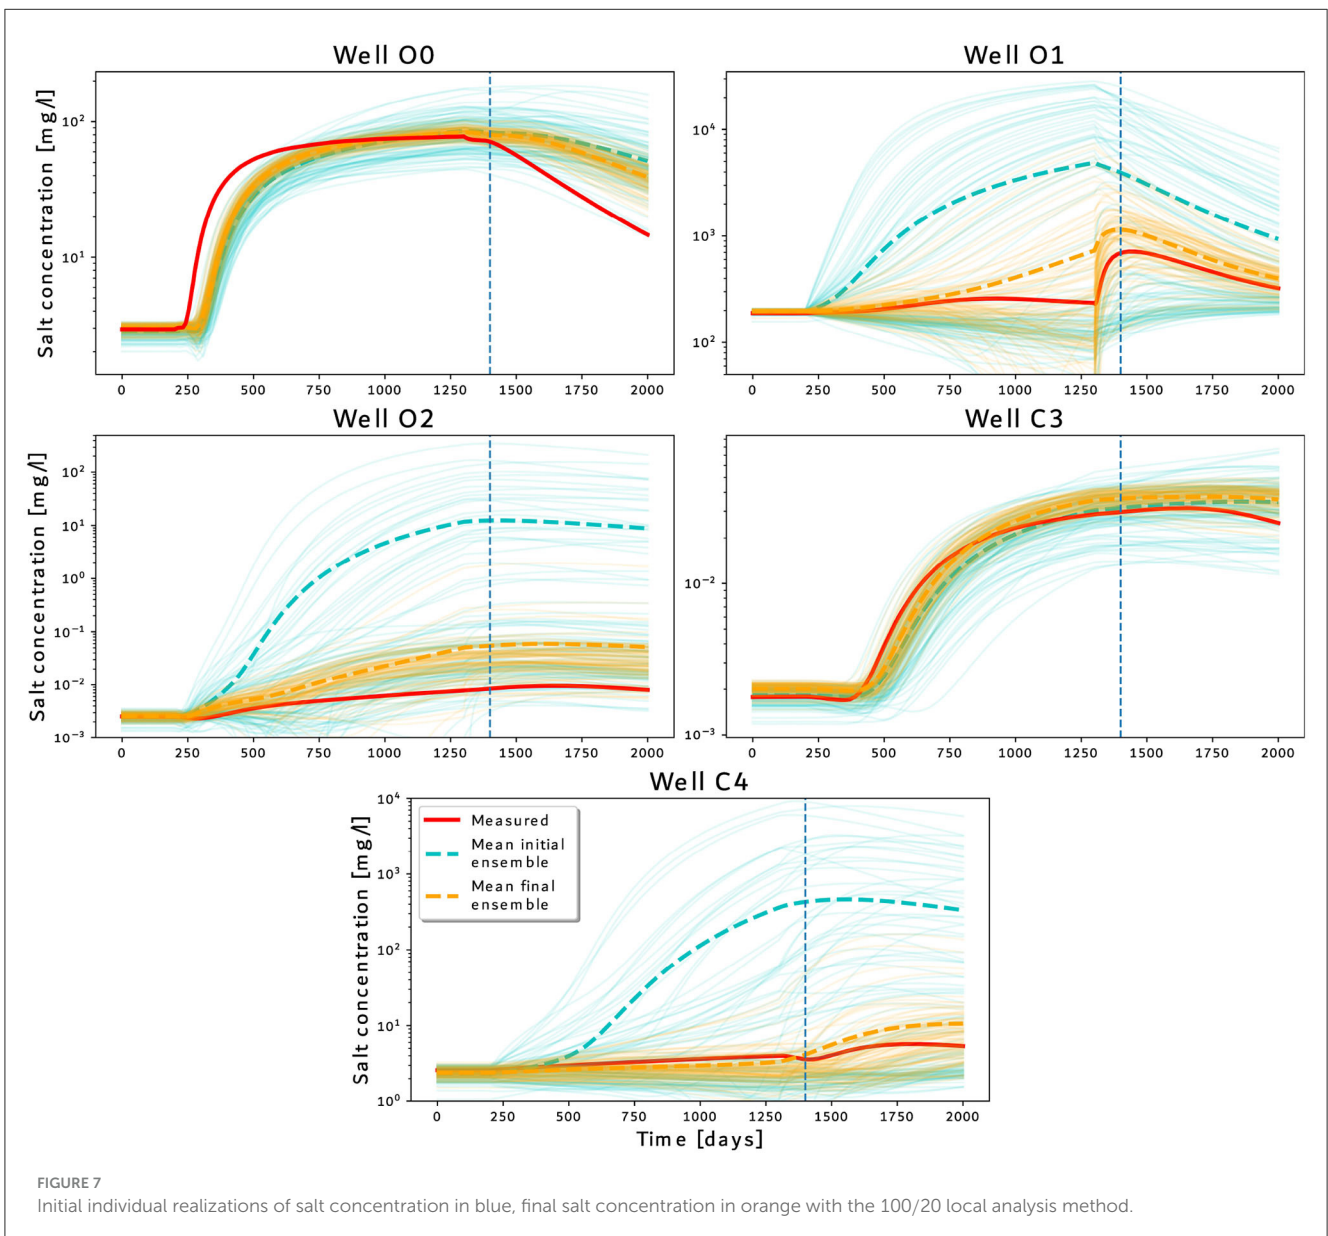 Well O0
Well O1
Salt concentration [mg/l]
10²
10¹
0 250 500 750 1000 1250 1500 1750 2000
10⁴
10³
10²
0 250 500 750 1000 1250 1500 1750 2000
Well O2
Well C3
Salt concentration [mg/l]
10²
10¹
10⁰
10⁻¹
10⁻²
10⁻³
0 250 500 750 1000 1250 1500 1750 2000
10⁻²
10⁻³
0 250 500 750 1000 1250 1500 1750 2000
Well C4
Salt concentration [mg/l]
10⁴
10³
10²
10¹
10⁰
Measured
Mean initial
ensemble
Mean final
ensemble
0 250 500 750 1000 1250 1500 1750 2000
Time [days]
FIGURE 7
Initial individual realizations of salt concentration in blue, final salt concentration in orange with the 100/20 local analysis method.